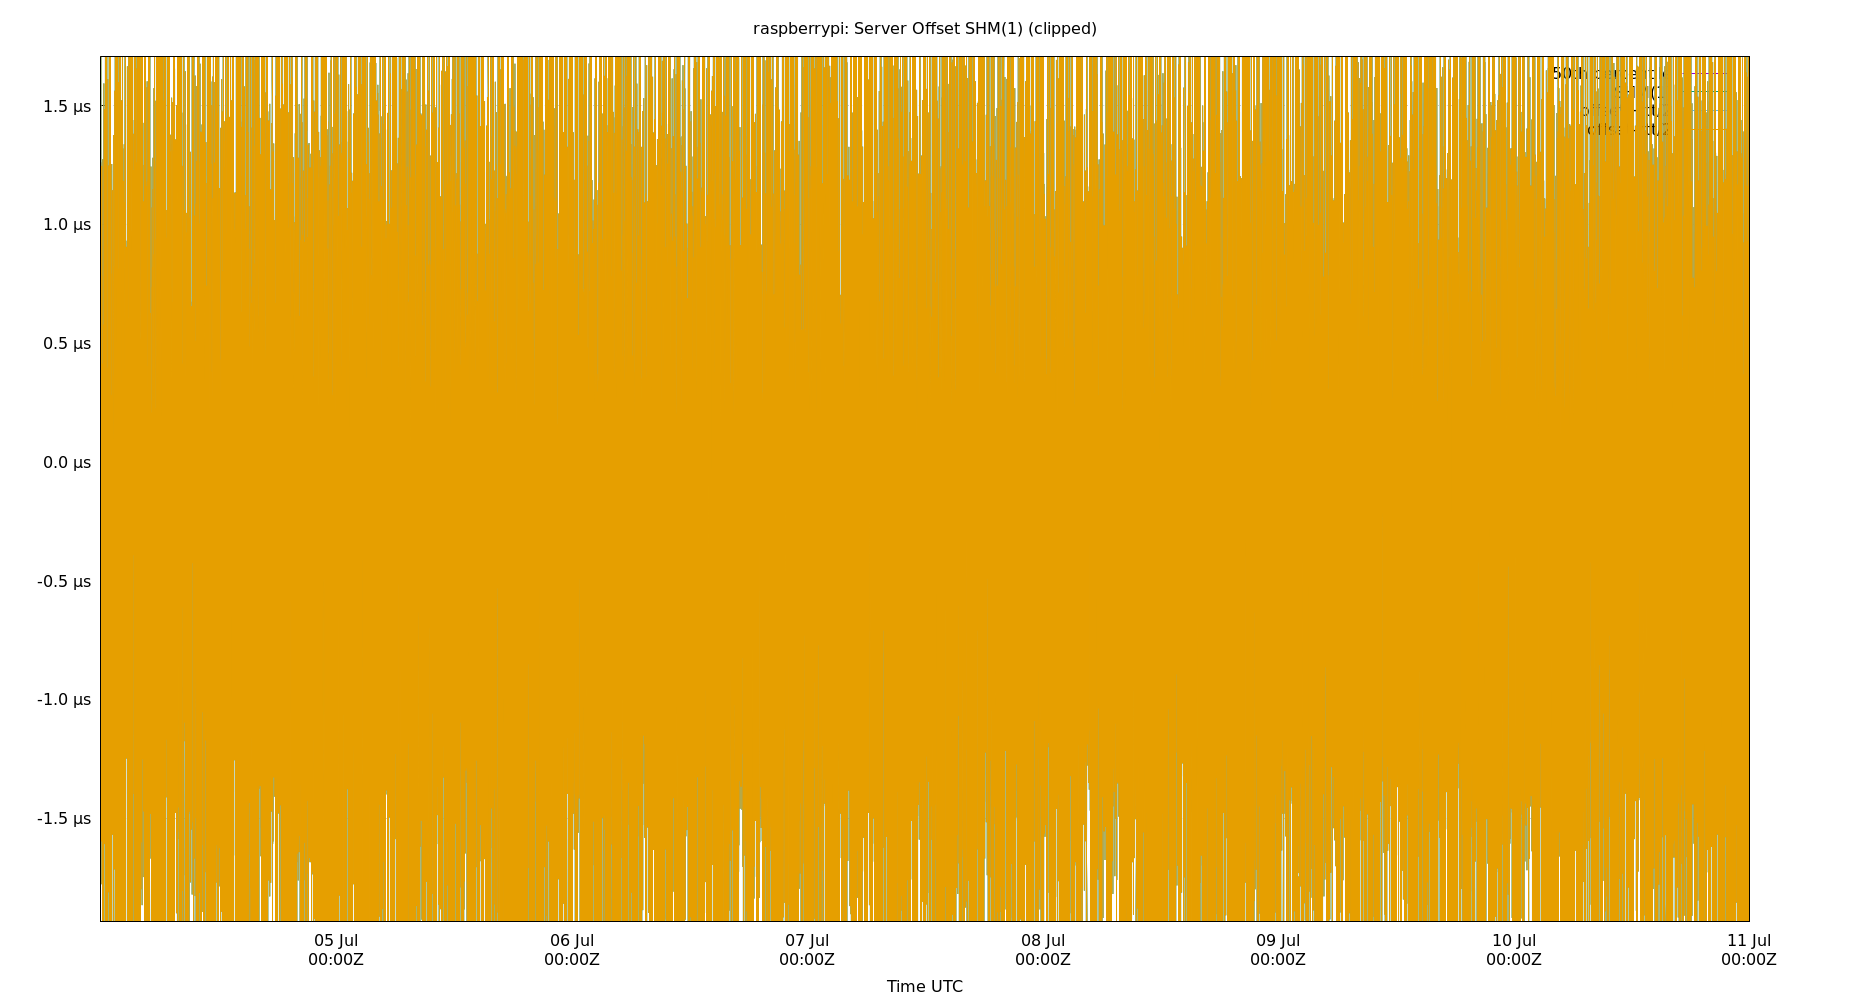 raspberrypi: Server Offset SHM(1) (clipped)
1.5 µs
1.0 µs
0.5 µs
0.0 µs
-0.5 µs
-1.0 µs
-1.5 µs
05 Jul
00:00Z
06 Jul
00:00Z
07 Jul
00:00Z
08 Jul
00:00Z
09 Jul
00:00Z
10 Jul
00:00Z
11 Jul
00:00Z
Time UTC